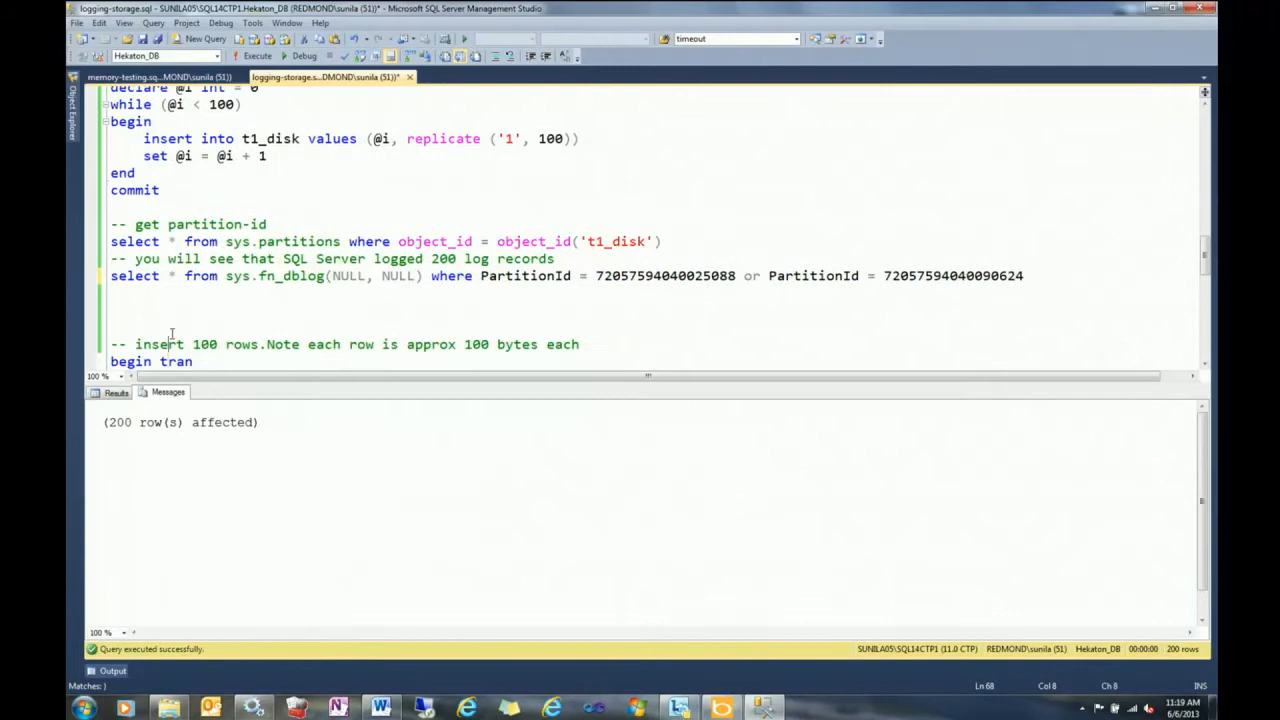 logging-storage.sql - SUNILA05\SQL14CTP1.Hekaton_DB (REDMOND\sunila (51))* - Microsoft SQL Server Management Studio
File Edit View Query Project Debug Tools Window Help
New Query timeout
Hekaton_DB Execute Debug
memory-testing.sq...MOND\sunila (51)) logging-storage.s...DMOND\sunila (51))*
Object Explorer
declare @i int = 0
while (@i < 100)
begin
insert into t1_disk values (@i, replicate ('1', 100))
set @i = @i + 1
end
commit
-- get partition-id
select * from sys.partitions where object_id = object_id('t1_disk')
-- you will see that SQL Server logged 200 log records
select * from sys.fn_dblog(NULL, NULL) where PartitionId = 72057594040025088 or PartitionId = 72057594040090624
-- insert 100 rows.Note each row is approx 100 bytes each
begin tran
100 %
Results Messages
(200 row(s) affected)
100 %
Query executed successfully. SUNILA05\SQL14CTP1 (11.0 CTP) REDMOND\sunila (51) Hekaton_DB 00:00:00 200 rows
Output
Matches: ) Ln 68 Col 8 Ch 8 INS
11:19 AM
6/6/2013